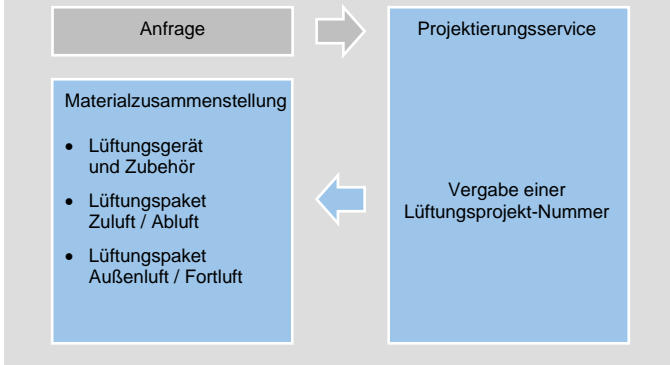 Anfrage
Projektierungsservice
Materialzusammenstellung
• Lüftungsgerät
und Zubehör
• Lüftungspaket
Zuluft / Abluft
• Lüftungspaket
Außenluft / Fortluft
Vergabe einer
Lüftungsprojekt-Nummer